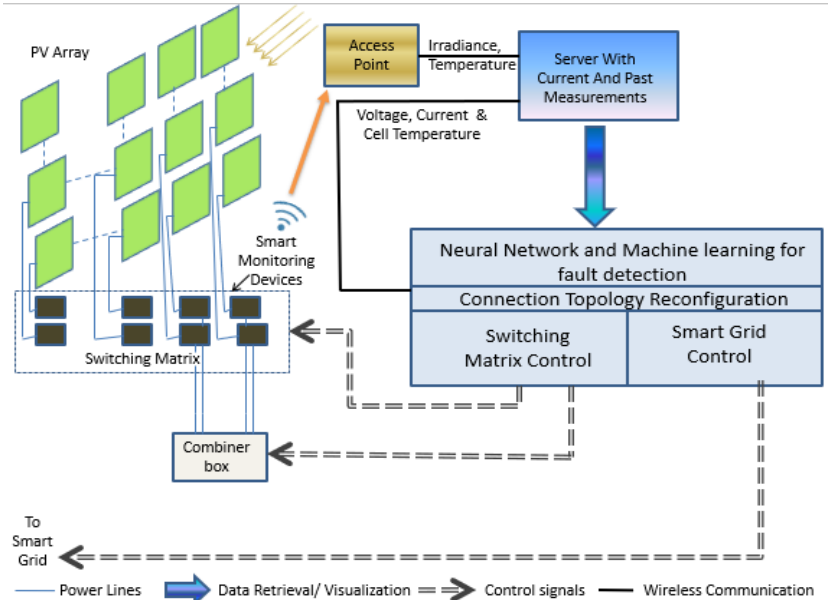 PV Array
Access
Point
Irradiance,
Temperature
Server With
Current And Past
Measurements
Voltage, Current &
Cell Temperature
Smart
Monitoring
Devices
Neural Network and Machine learning for
fault detection
Connection Topology Reconfiguration
Switching
Matrix Control
Smart Grid
Control
Switching Matrix
Combiner
box
To
Smart
Grid
Power Lines
Data Retrieval/ Visualization
Control signals
Wireless Communication